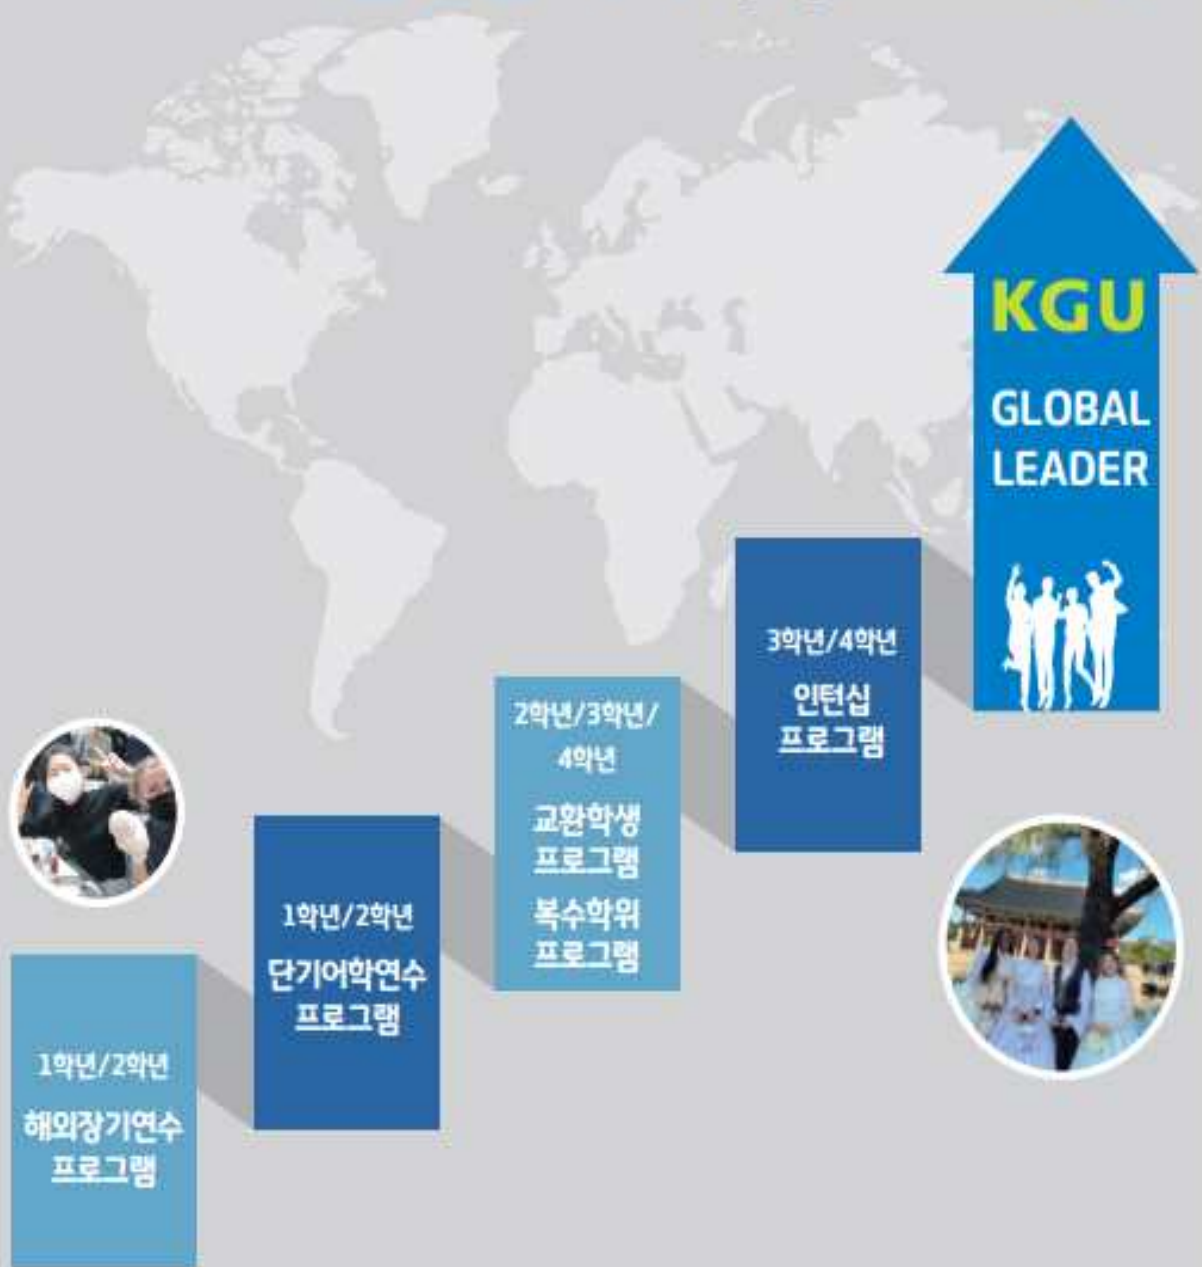 KGU
GLOBAL
LEADER
3학년/4학년
인턴십
프로그램
2학년/3학년/
4학년
교환학생
프로그램
복수학위
프로그램
1학년/2학년
단기어학연수
프로그램
1학년/2학년
해외장기연수
프로그램